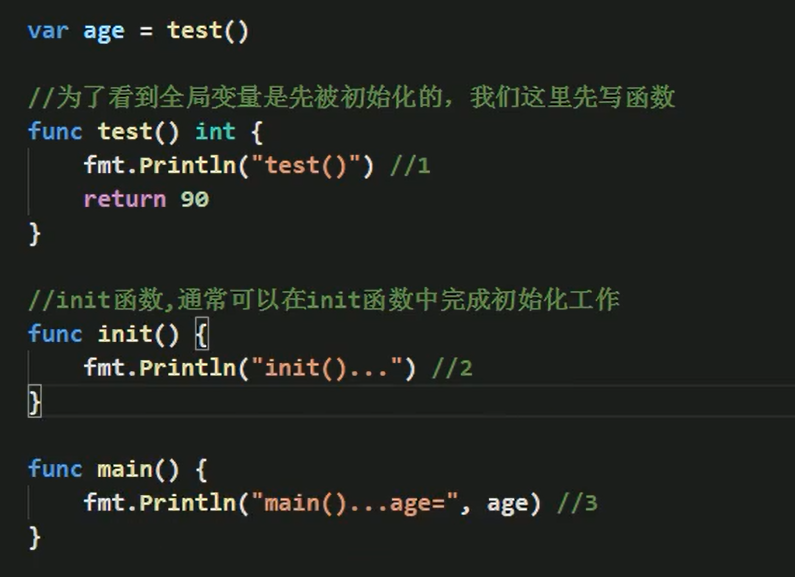 var age = test()
//为了看到全局变量是先被初始化的，我们这里先写函数
func test() int {
fmt.Println("test()") //1
return 90
}
//init函数,通常可以在init函数中完成初始化工作
func init() {
fmt.Println("init()...") //2
}
func main() {
fmt.Println("main()...age=", age) //3
}